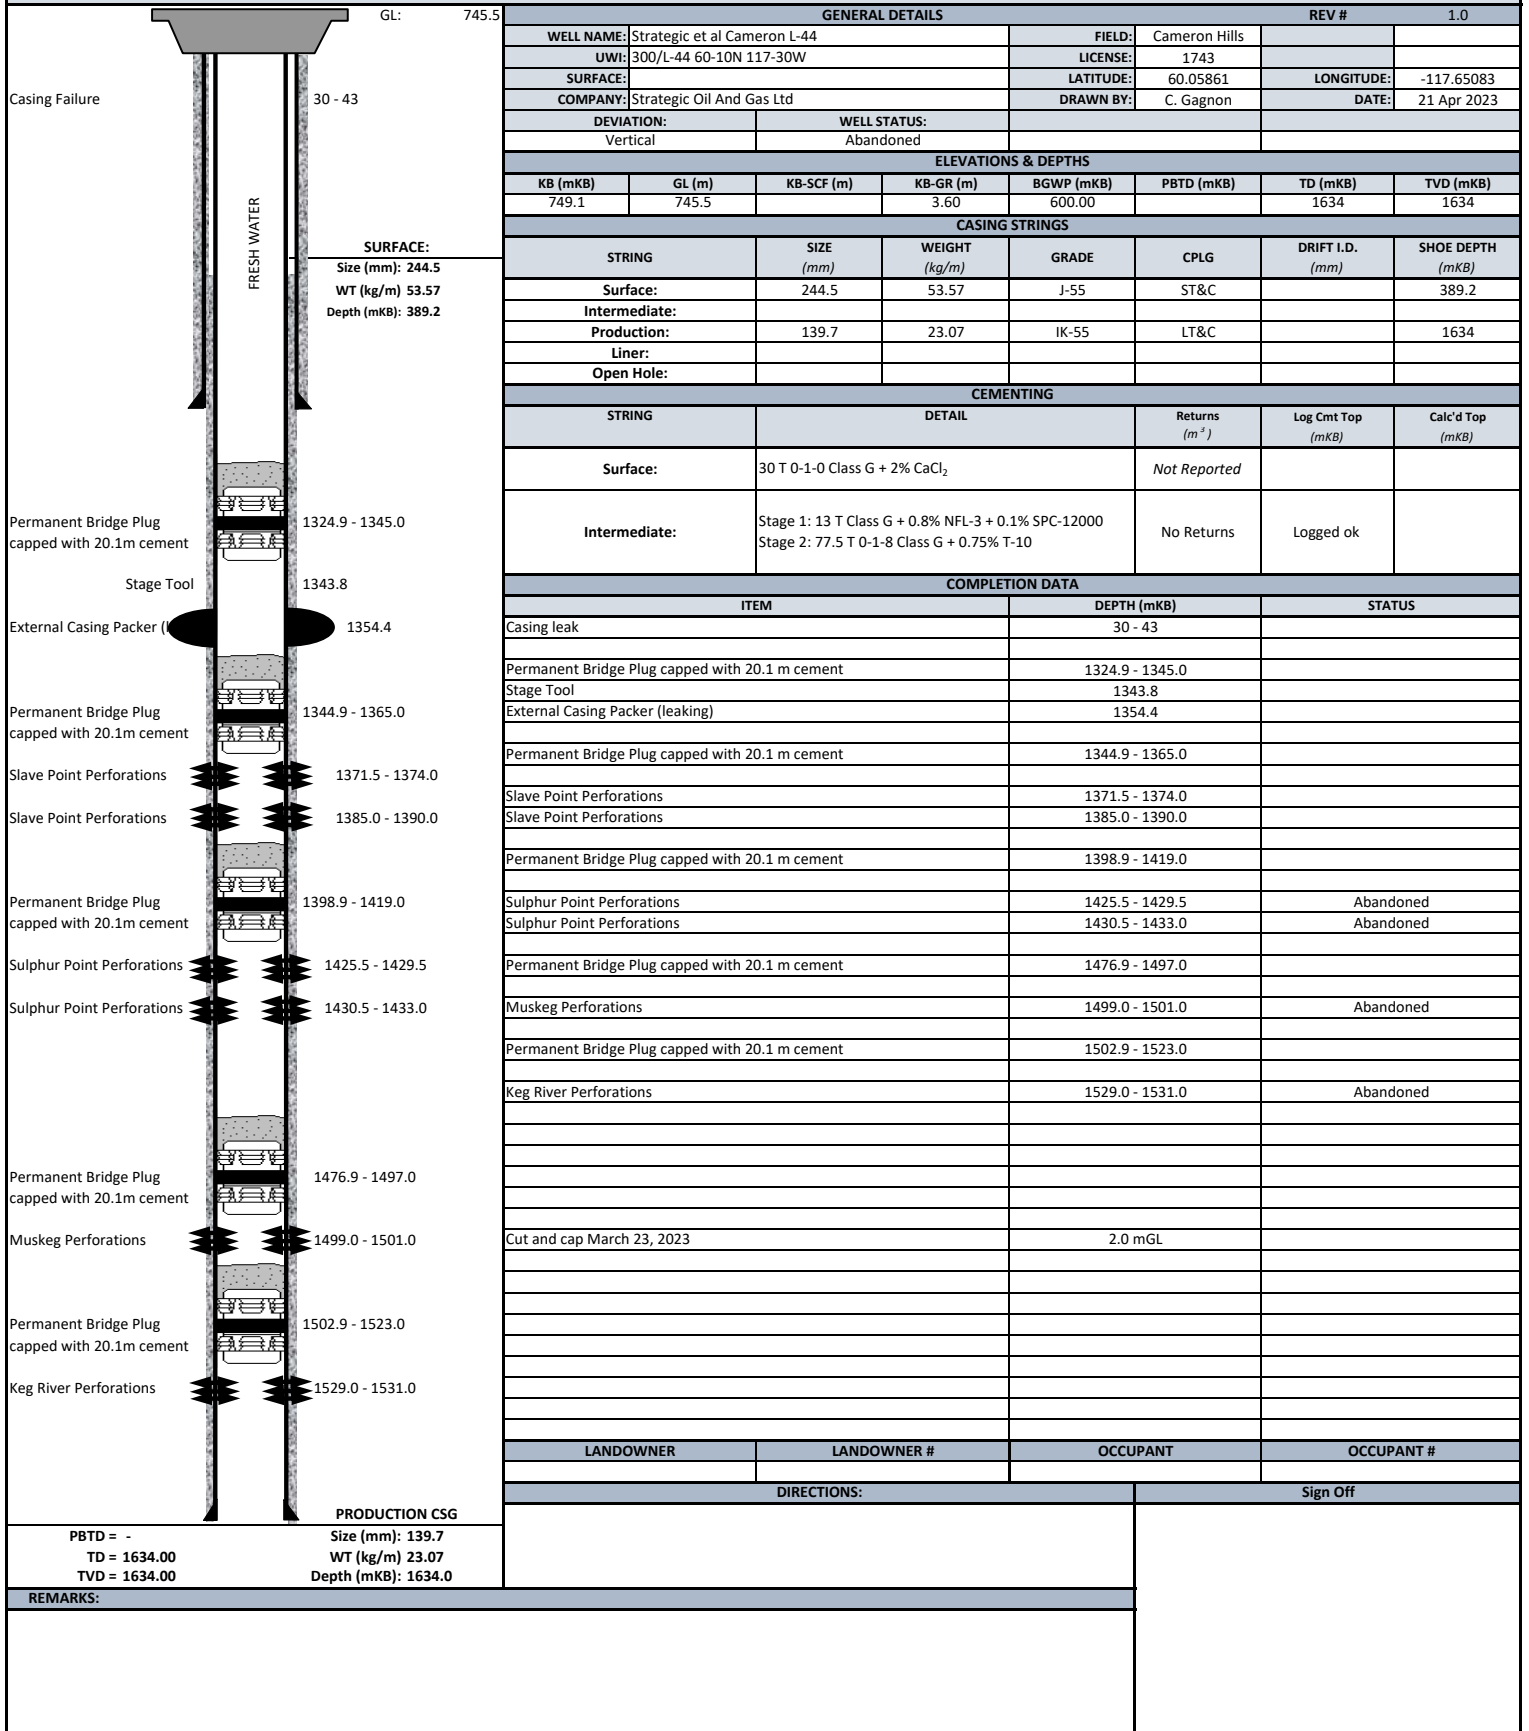 GL: 745.5
Casing Failure 30 - 43
FRESH WATER
SURFACE:
Size (mm): 244.5
WT (kg/m) 53.57
Depth (mKB): 389.2
Permanent Bridge Plug 1324.9 - 1345.0
capped with 20.1m cement
Stage Tool 1343.8
External Casing Packer (l 1354.4
Permanent Bridge Plug 1344.9 - 1365.0
capped with 20.1m cement
Slave Point Perforations 1371.5 - 1374.0
Slave Point Perforations 1385.0 - 1390.0
Permanent Bridge Plug 1398.9 - 1419.0
capped with 20.1m cement
Sulphur Point Perforations 1425.5 - 1429.5
Sulphur Point Perforations 1430.5 - 1433.0
Permanent Bridge Plug 1476.9 - 1497.0
capped with 20.1m cement
Muskeg Perforations 1499.0 - 1501.0
Permanent Bridge Plug 1502.9 - 1523.0
capped with 20.1m cement
Keg River Perforations 1529.0 - 1531.0
PRODUCTION CSG
PBTD = - Size (mm): 139.7
TD = 1634.00 WT (kg/m) 23.07
TVD = 1634.00 Depth (mKB): 1634.0
GENERAL DETAILS REV # 1.0
WELL NAME: Strategic et al Cameron L-44 FIELD: Cameron Hills
UWI: 300/L-44 60-10N 117-30W LICENSE: 1743
SURFACE: LATITUDE: 60.05861 LONGITUDE: -117.65083
COMPANY: Strategic Oil And Gas Ltd DRAWN BY: C. Gagnon DATE: 21 Apr 2023
DEVIATION: WELL STATUS:
Vertical Abandoned
ELEVATIONS & DEPTHS
KB (mKB) GL (m) KB-SCF (m) KB-GR (m) BGWP (mKB) PBTD (mKB) TD (mKB) TVD (mKB)
749.1 745.5 3.60 600.00 1634 1634
CASING STRINGS
STRING SIZE (mm) WEIGHT (kg/m) GRADE CPLG DRIFT I.D. (mm) SHOE DEPTH (mKB)
Surface: 244.5 53.57 J-55 ST&C 389.2
Intermediate:
Production: 139.7 23.07 IK-55 LT&C 1634
Liner:
Open Hole:
CEMENTING
STRING DETAIL Returns (m³) Log Cmt Top (mKB) Calc'd Top (mKB)
Surface: 30 T 0-1-0 Class G + 2% CaCl₂ Not Reported
Intermediate: Stage 1: 13 T Class G + 0.8% NFL-3 + 0.1% SPC-12000
Stage 2: 77.5 T 0-1-8 Class G + 0.75% T-10 No Returns Logged ok
COMPLETION DATA
ITEM DEPTH (mKB) STATUS
Casing leak 30 - 43
Permanent Bridge Plug capped with 20.1 m cement 1324.9 - 1345.0
Stage Tool 1343.8
External Casing Packer (leaking) 1354.4
Permanent Bridge Plug capped with 20.1 m cement 1344.9 - 1365.0
Slave Point Perforations 1371.5 - 1374.0
Slave Point Perforations 1385.0 - 1390.0
Permanent Bridge Plug capped with 20.1 m cement 1398.9 - 1419.0
Sulphur Point Perforations 1425.5 - 1429.5 Abandoned
Sulphur Point Perforations 1430.5 - 1433.0 Abandoned
Permanent Bridge Plug capped with 20.1 m cement 1476.9 - 1497.0
Muskeg Perforations 1499.0 - 1501.0 Abandoned
Permanent Bridge Plug capped with 20.1 m cement 1502.9 - 1523.0
Keg River Perforations 1529.0 - 1531.0 Abandoned
Cut and cap March 23, 2023 2.0 mGL
LANDOWNER LANDOWNER # OCCUPANT OCCUPANT #
DIRECTIONS: Sign Off
REMARKS: